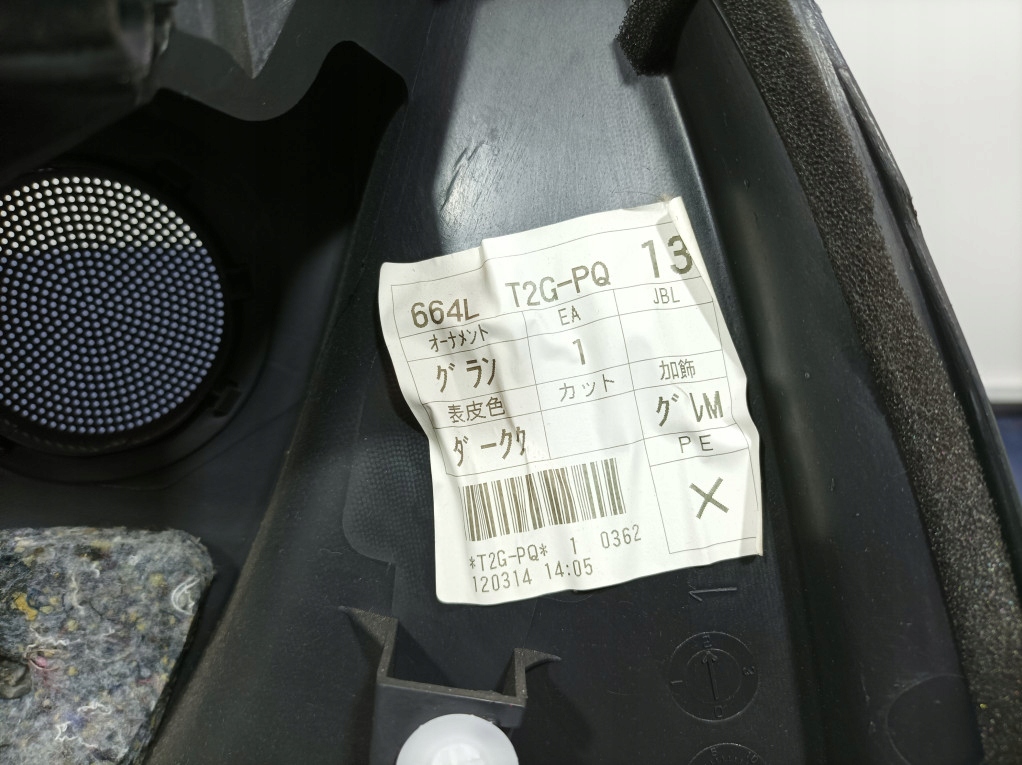 664L T2G-PQ 13
オーナメント EA JBL
グラン 1
表皮色 カット 加飾
ダークク グレM
PE
×
*T2G-PQ* 1 0362
120314 14:05